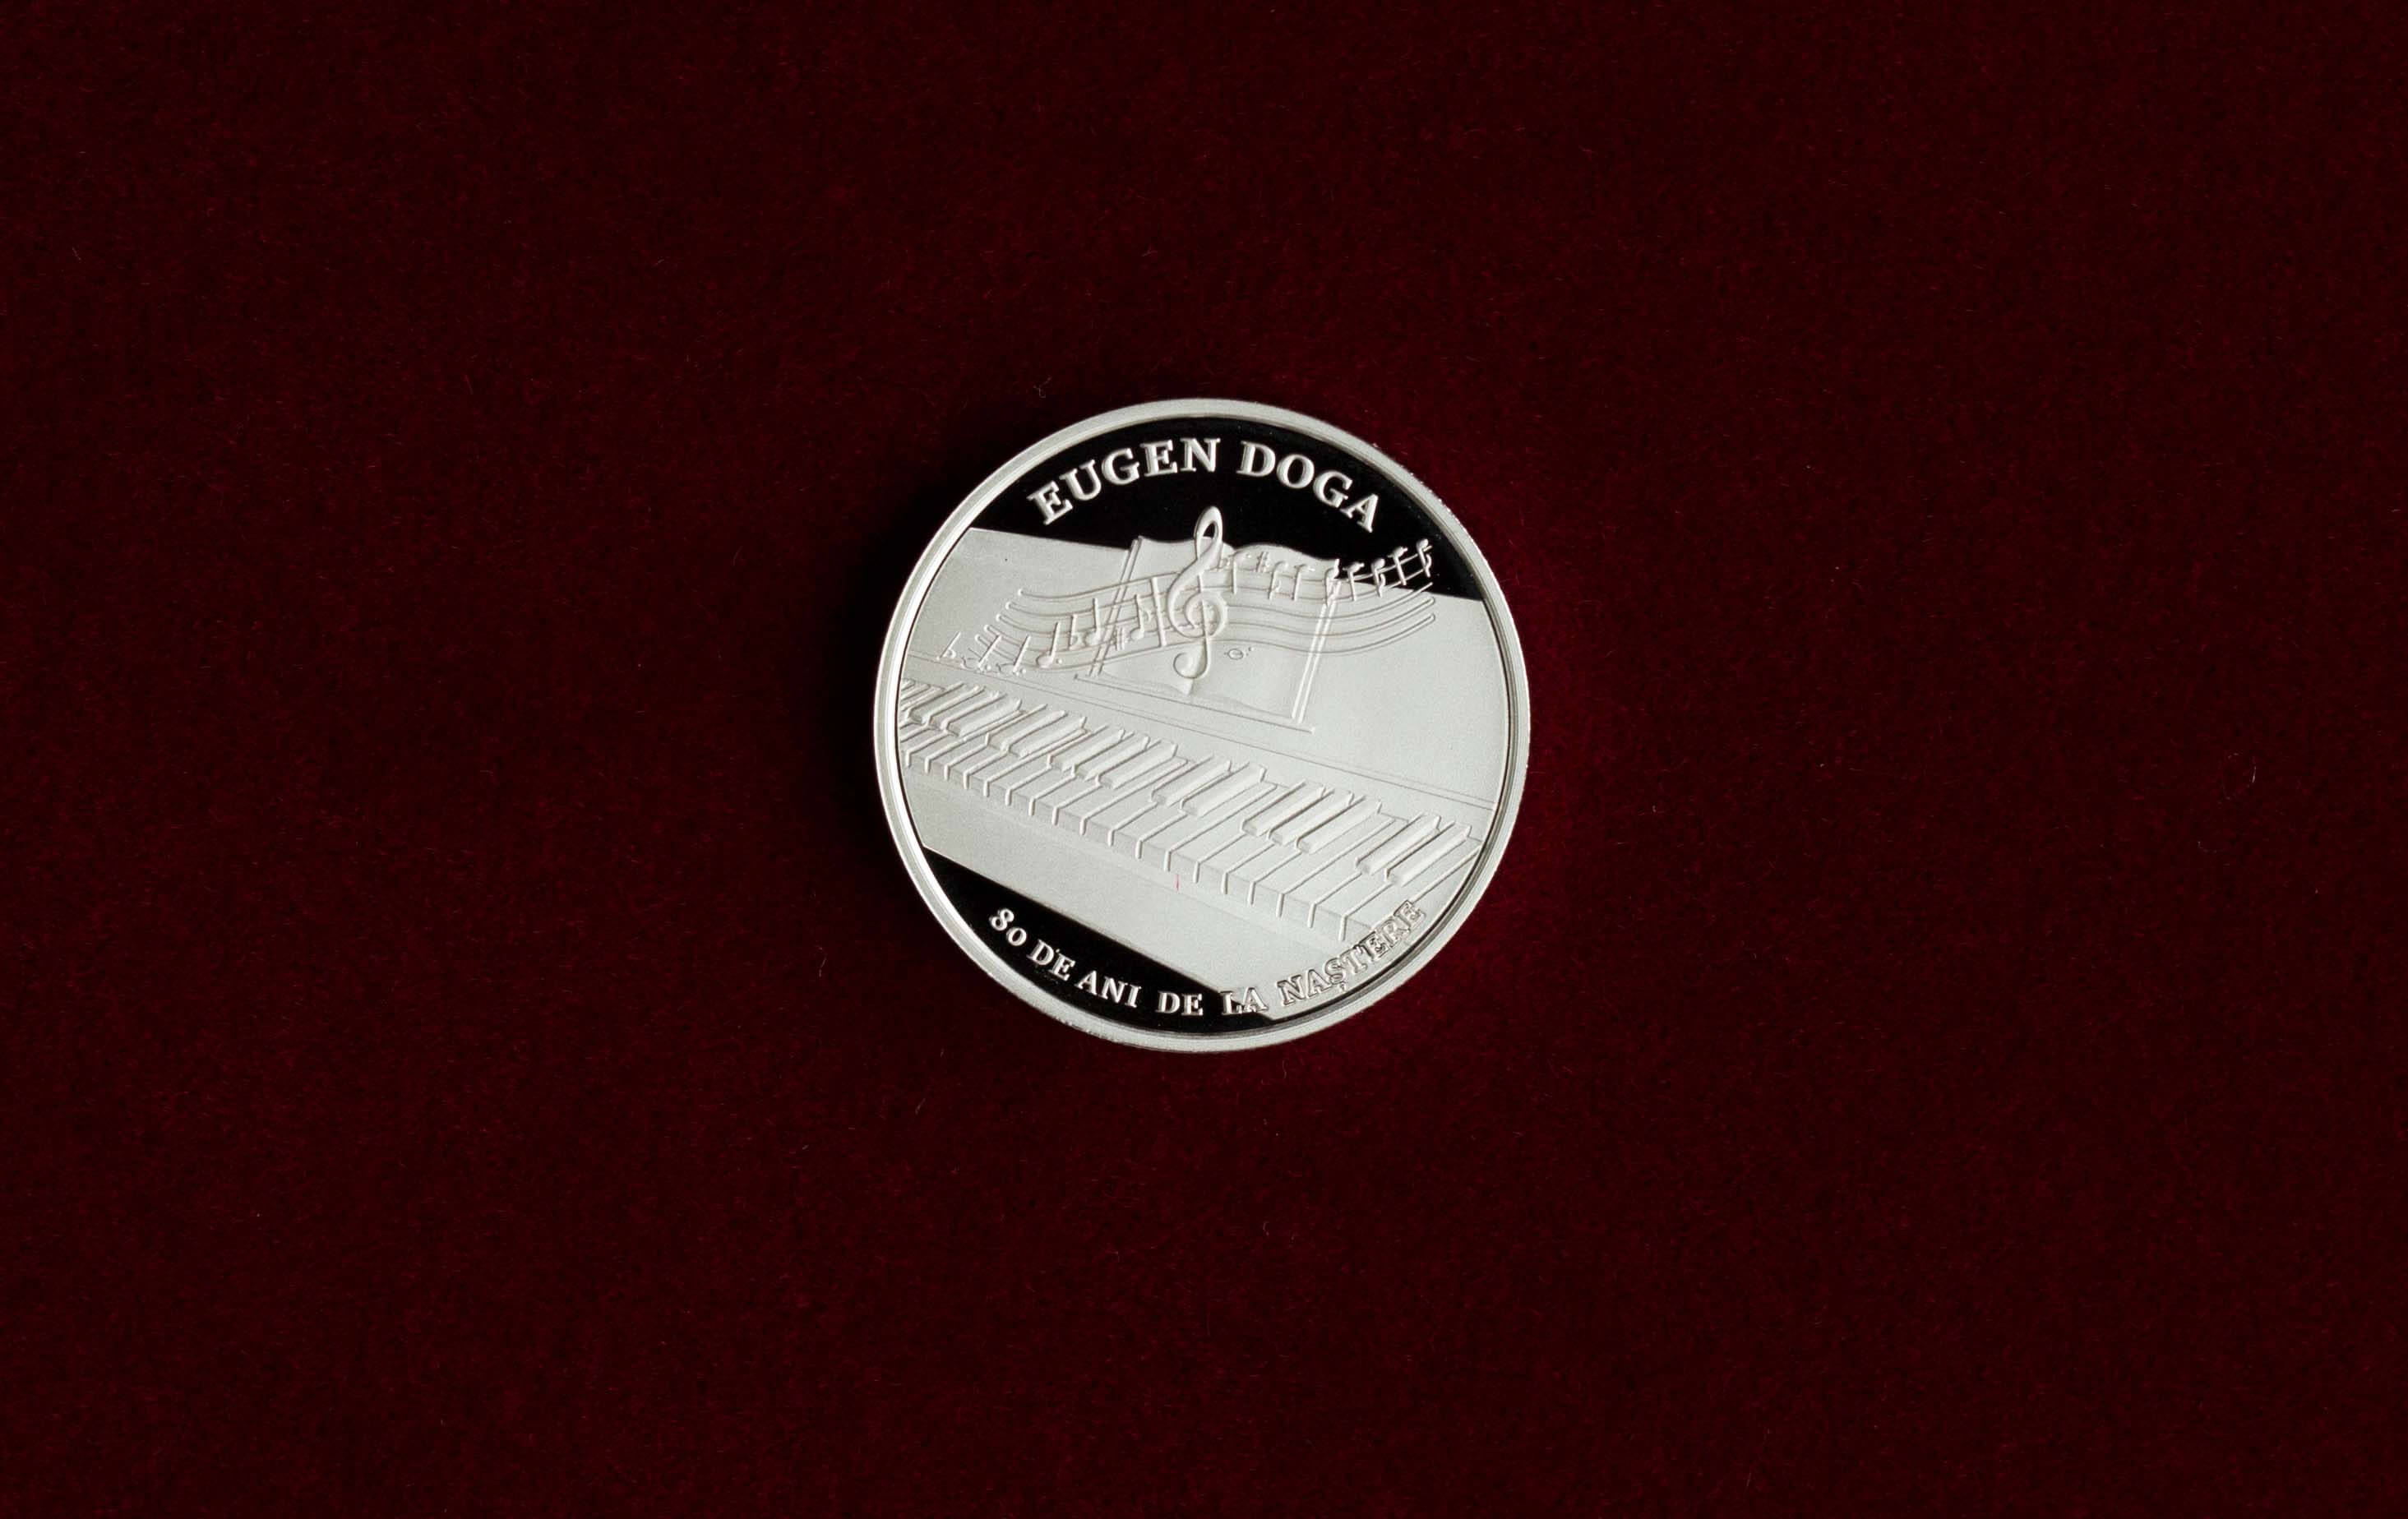 EUGEN DOGA
80 DE ANI DE LA NAȘTERE